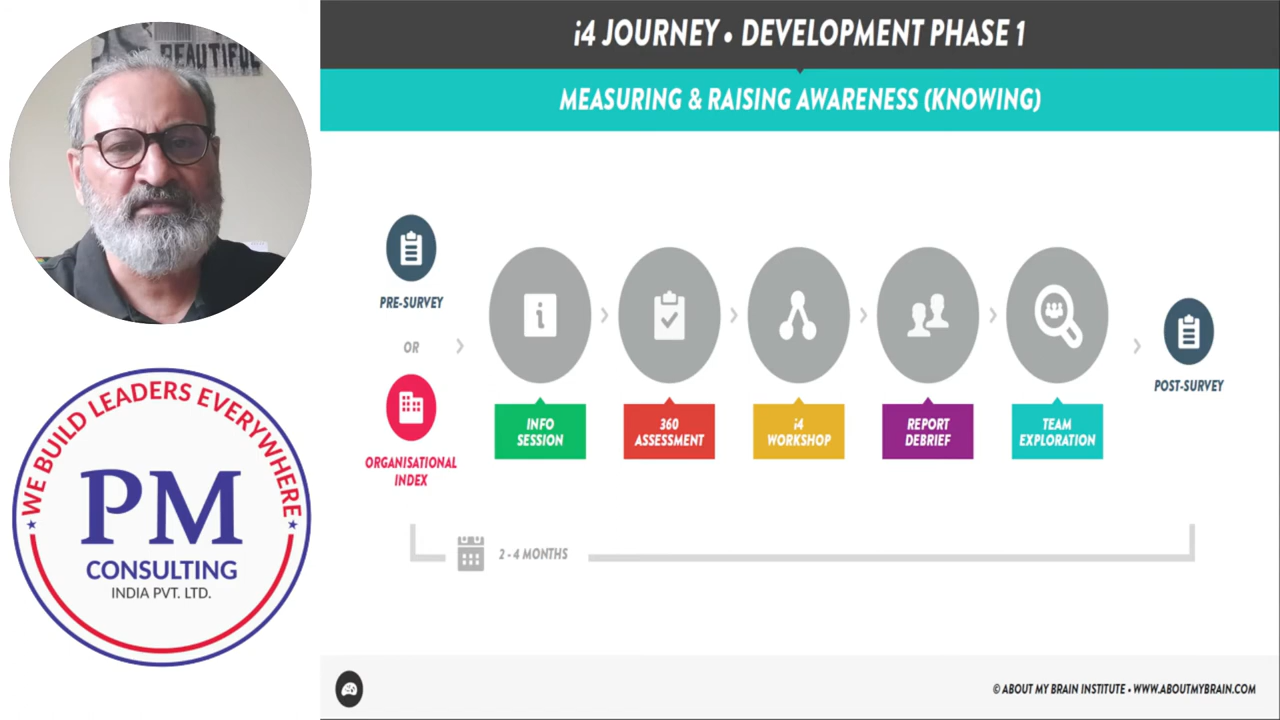 BEAUTIFUL
WE BUILD LEADERS EVERYWHERE
PM
CONSULTING
INDIA PVT. LTD.
i4 JOURNEY • DEVELOPMENT PHASE 1
MEASURING & RAISING AWARENESS (KNOWING)
PRE-SURVEY
OR
ORGANISATIONAL
INDEX
INFO
SESSION
360
ASSESSMENT
i4
WORKSHOP
REPORT
DEBRIEF
TEAM
EXPLORATION
POST-SURVEY
2 - 4 MONTHS
© ABOUT MY BRAIN INSTITUTE • WWW.ABOUTMYBRAIN.COM